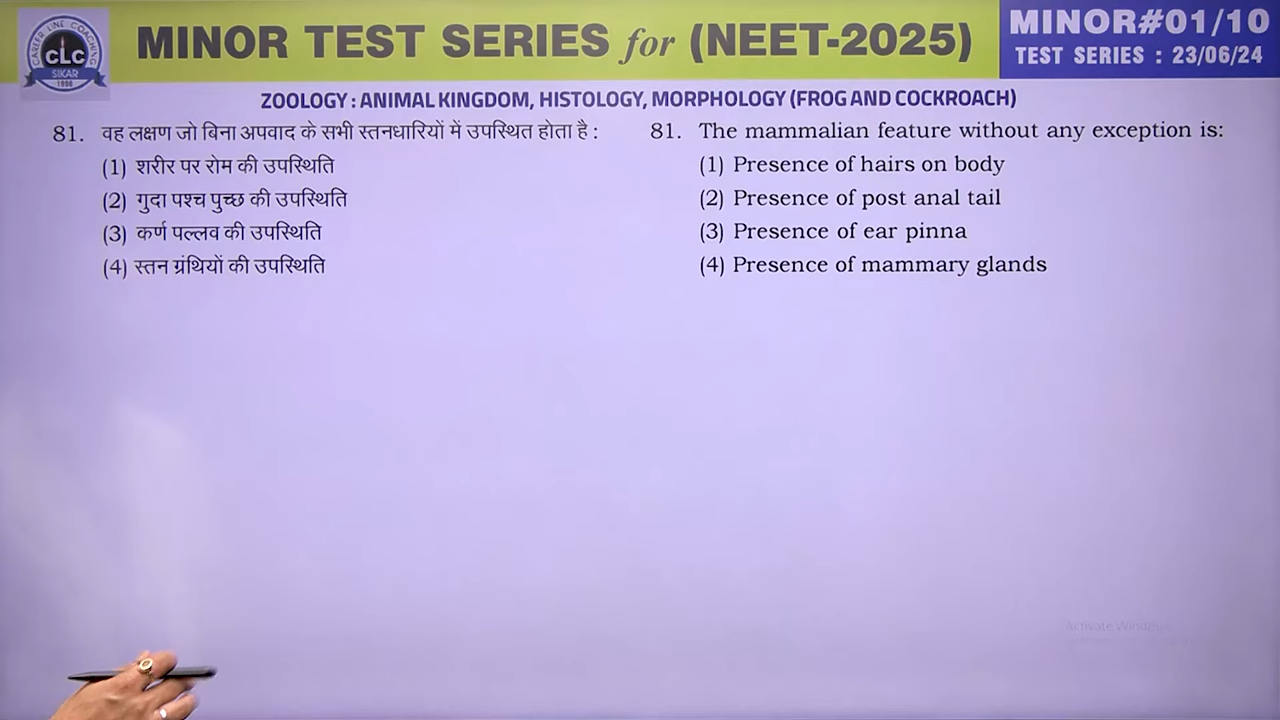 CAREER LINE COACHING
CLC
SIKAR
1996
MINOR TEST SERIES for (NEET-2025)
MINOR#01/10
TEST SERIES : 23/06/24
ZOOLOGY : ANIMAL KINGDOM, HISTOLOGY, MORPHOLOGY (FROG AND COCKROACH)
81. वह लक्षण जो बिना अपवाद के सभी स्तनधारियों में उपस्थित होता है :
(1) शरीर पर रोम की उपस्थिति
(2) गुदा पश्च पुच्छ की उपस्थिति
(3) कर्ण पल्लव की उपस्थिति
(4) स्तन ग्रंथियों की उपस्थिति
81. The mammalian feature without any exception is:
(1) Presence of hairs on body
(2) Presence of post anal tail
(3) Presence of ear pinna
(4) Presence of mammary glands
Activate Windows